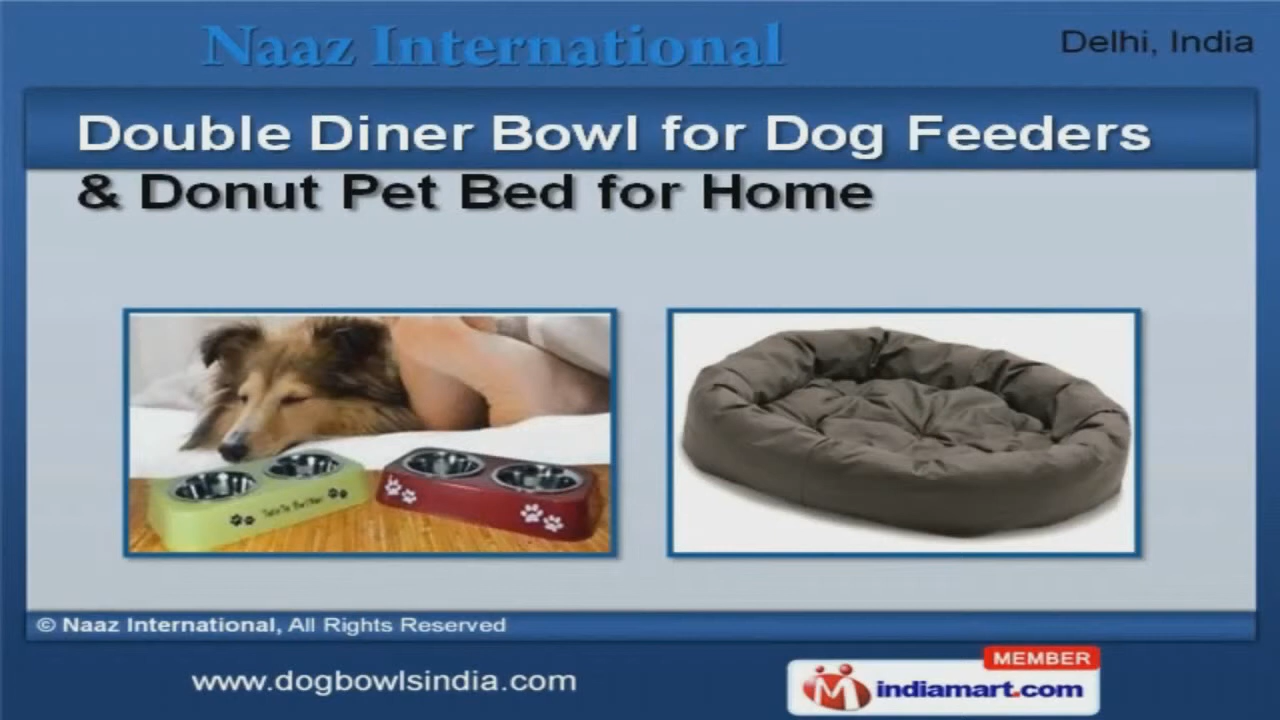 Naaz International
Delhi, India
Double Diner Bowl for Dog Feeders
& Donut Pet Bed for Home
© Naaz International, All Rights Reserved
www.dogbowlsindia.com
MEMBER
indiamart.com